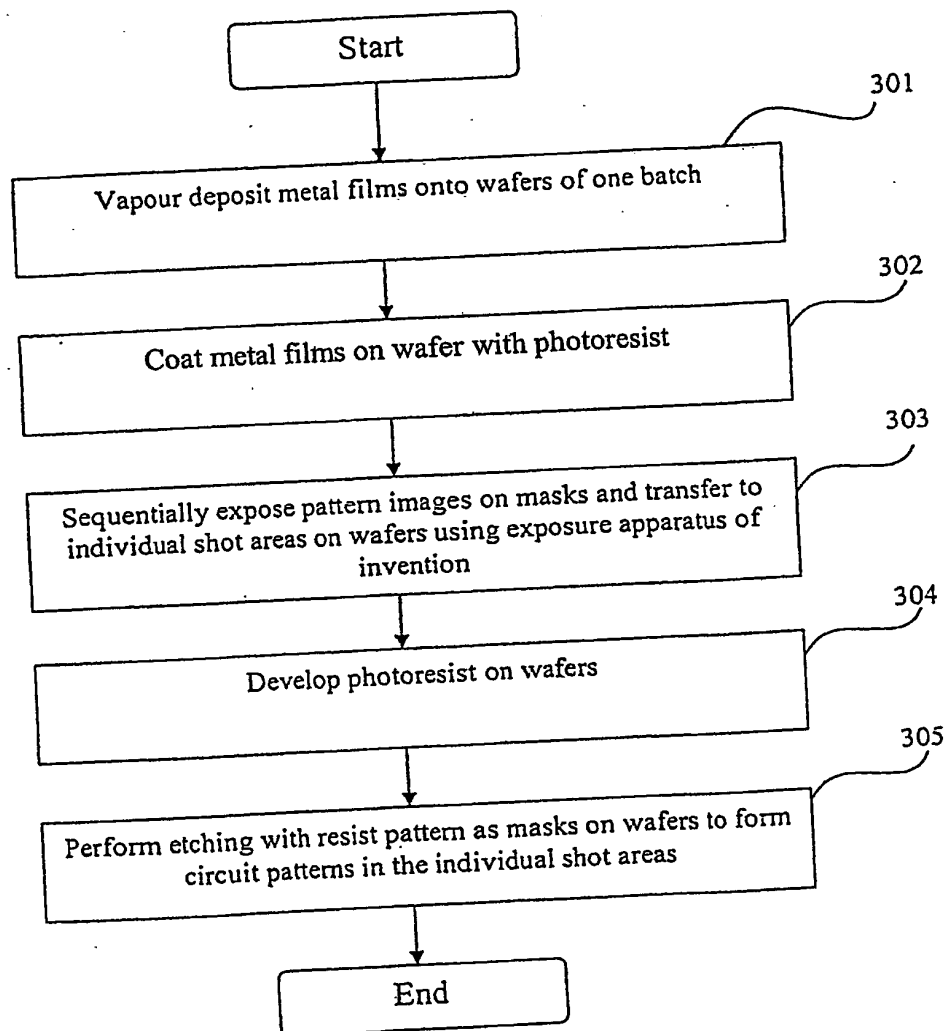 Start
301
Vapour deposit metal films onto wafers of one batch
302
Coat metal films on wafer with photoresist
303
Sequentially expose pattern images on masks and transfer to
individual shot areas on wafers using exposure apparatus of
invention
304
Develop photoresist on wafers
305
Perform etching with resist pattern as masks on wafers to form
circuit patterns in the individual shot areas
End